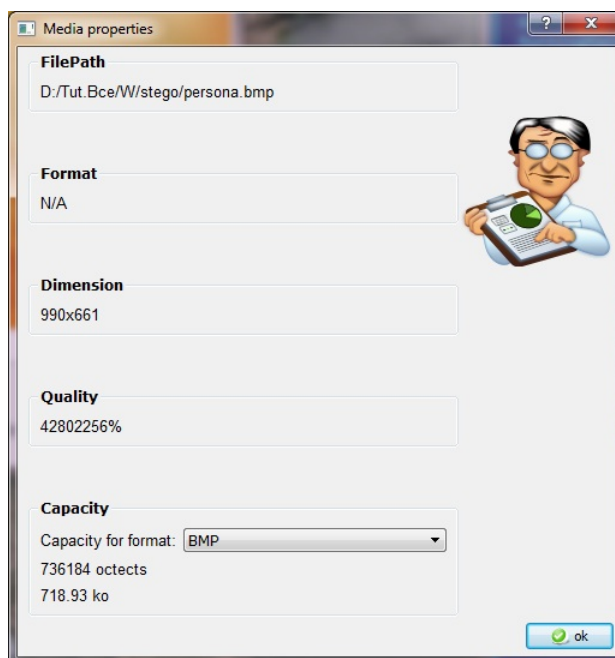 Media properties
FilePath
D:/Tut.Bce/W/stego/persona.bmp
Format
N/A
Dimension
990x661
Quality
42802256%
Capacity
Capacity for format: BMP
736184 octects
718.93 ko
ok